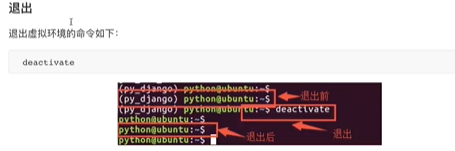 退出
退出虚拟环境的命令如下：
deactivate
(py_django) python@ubuntu:~$
(py_django) python@ubuntu:~$ 退出前
(py_django) python@ubuntu:~$ deactivate
python@ubuntu:~$
python@ubuntu:~$ 退出后 退出
python@ubuntu:~$